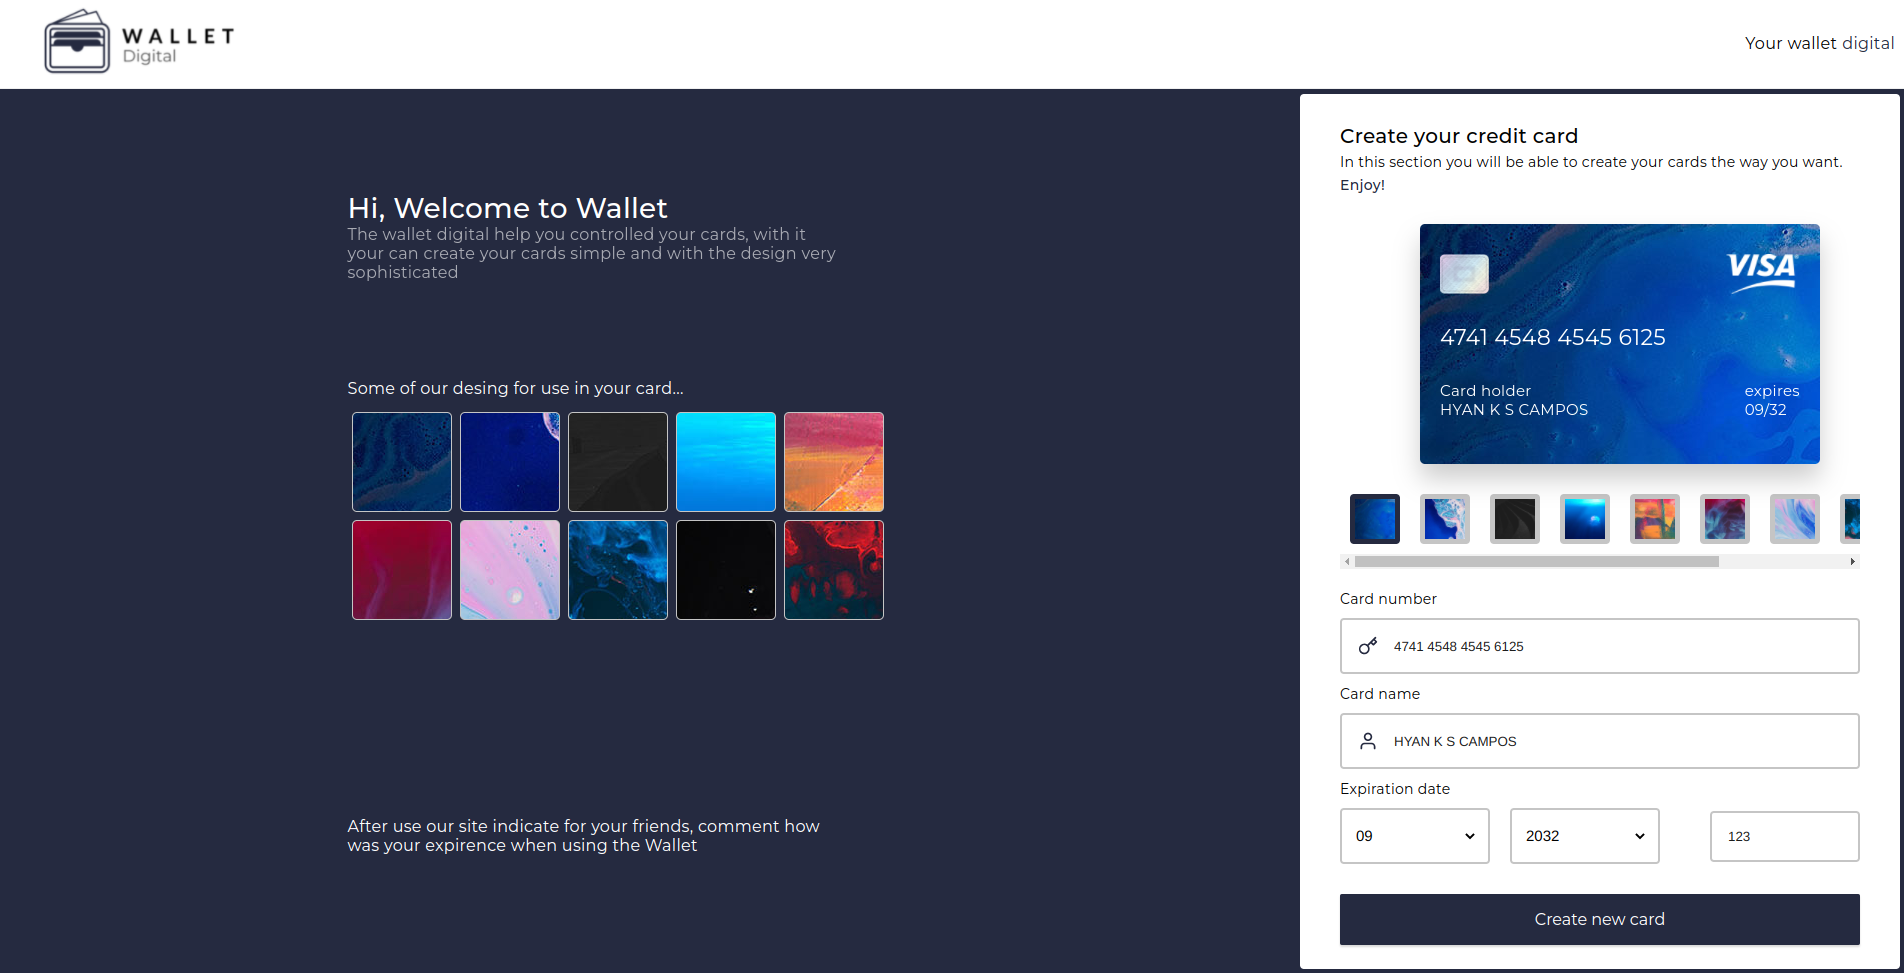 WALLET
Digital
Your wallet digital
Hi, Welcome to Wallet
The wallet digital help you controlled your cards, with it
your can create your cards simple and with the design very
sophisticated
Some of our desing for use in your card...
After use our site indicate for your friends, comment how
was your expirence when using the Wallet
Create your credit card
In this section you will be able to create your cards the way you want.
Enjoy!
VISA
4741 4548 4545 6125
Card holder
HYAN K S CAMPOS
expires
09/32
Card number
4741 4548 4545 6125
Card name
HYAN K S CAMPOS
Expiration date
09
2032
123
Create new card